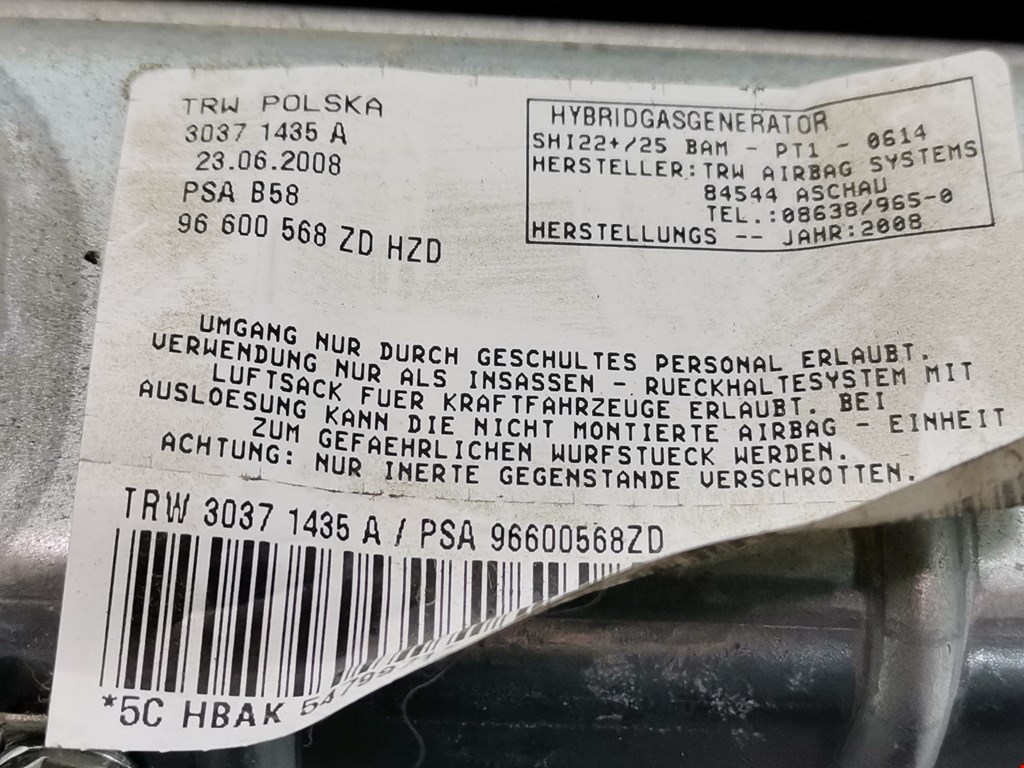 TRW POLSKA
3037 1435 A
23.06.2008
PSA B58
96 600 568 ZD HZD
HYBRIDGASGENERATOR
SHI22+/25 BAM - PT1 - 0614
HERSTELLER: TRW AIRBAG SYSTEMS
84544 ASCHAU
TEL.:08638/965-0
HERSTELLUNGS -- JAHR:2008
UMGANG NUR DURCH GESCHULTES PERSONAL ERLAUBT.
VERWENDUNG NUR ALS INSASSEN - RUECKHALTESYSTEM MIT
LUFTSACK FUER KRAFTFAHRZEUGE ERLAUBT. BEI
AUSLOESUNG KANN DIE NICHT MONTIERTE AIRBAG - EINHEIT
ZUM GEFAEHRLICHEN WURFSTUECK WERDEN.
ACHTUNG: NUR INERTE GEGENSTANDE VERSCHROTTEN.
TRW 3037 1435 A / PSA 96600568ZD
*5C HBAK